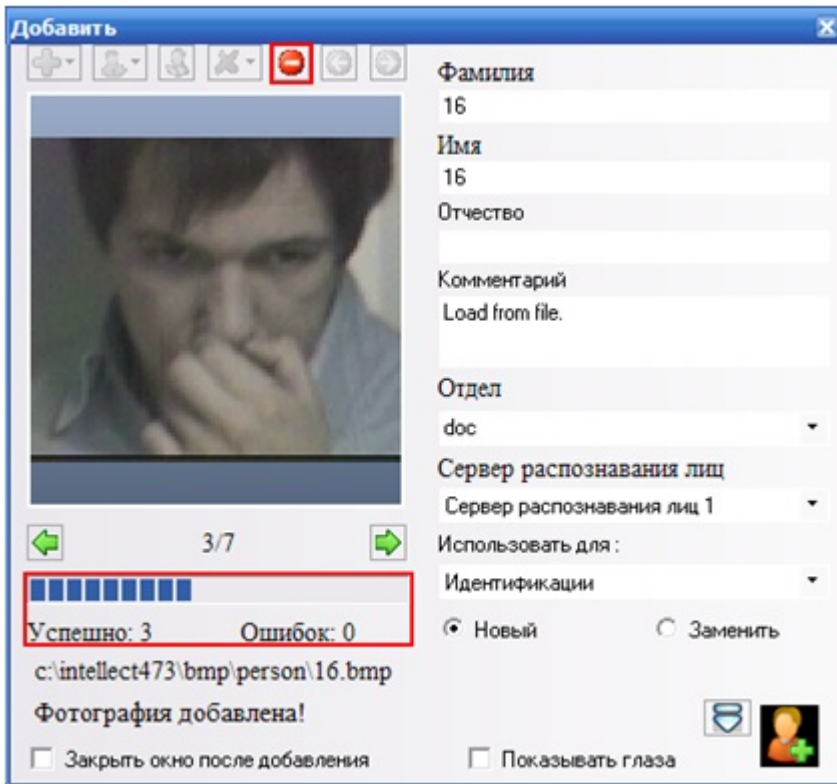 Добавить
Фамилия
16
Имя
16
Отчество
Комментарий
Load from file.
Отдел
doc
Сервер распознавания лиц
Сервер распознавания лиц 1
3/7
Использовать для :
Идентификации
Успешно: 3 Ошибок: 0
Новый Заменить
c:\intellect473\bmp\person\16.bmp
Фотография добавлена!
Закрыть окно после добавления Показывать глаза